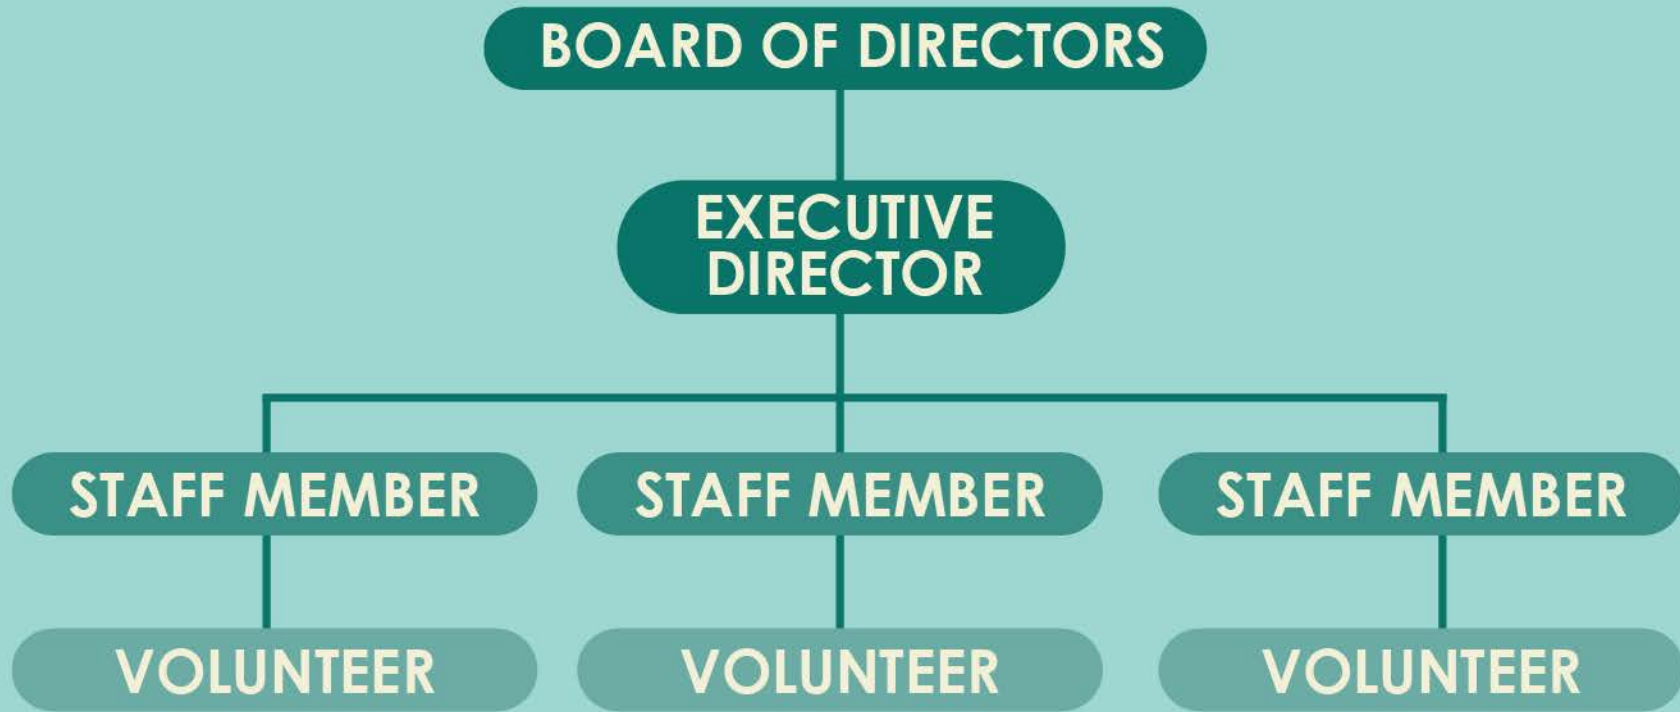 BOARD OF DIRECTORS
EXECUTIVE
DIRECTOR
STAFF MEMBER
STAFF MEMBER
STAFF MEMBER
VOLUNTEER
VOLUNTEER
VOLUNTEER